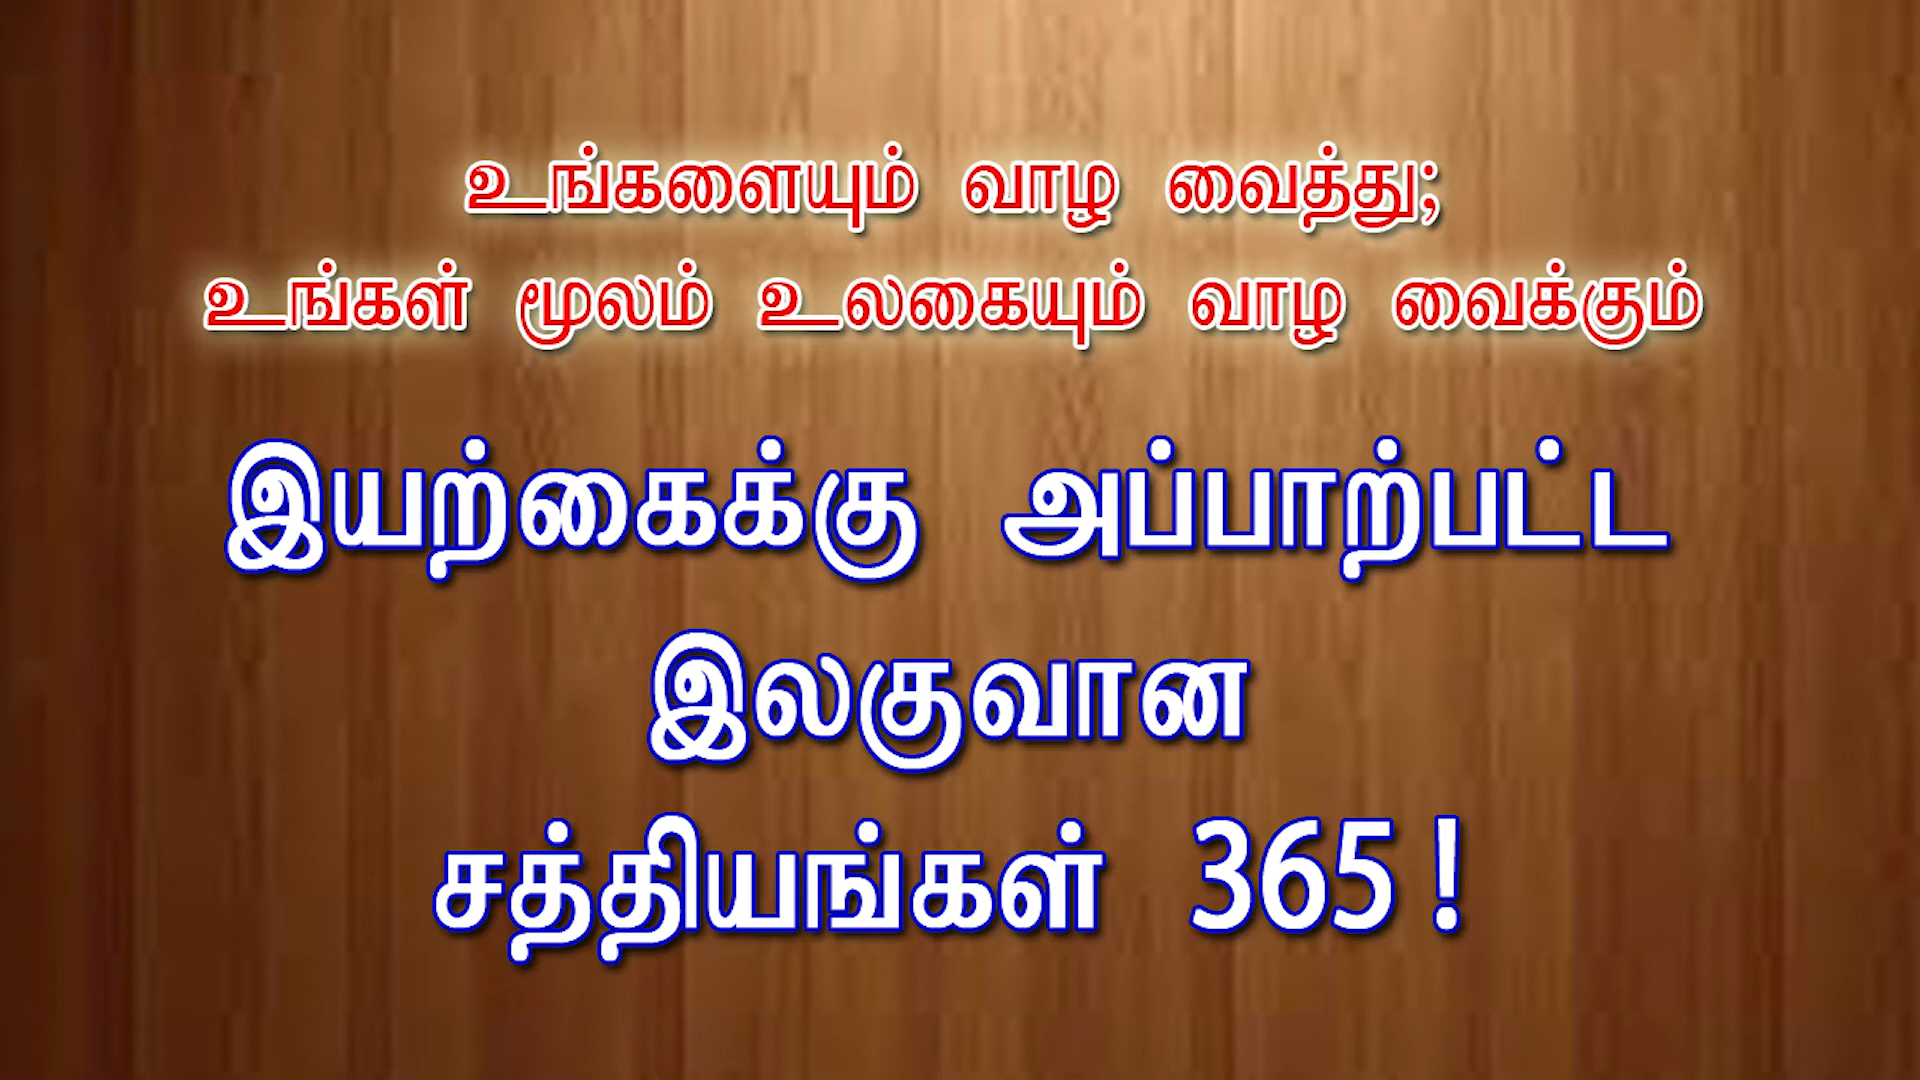 உங்களையும் வாழ வைத்து;
உங்கள் மூலம் உலகையும் வாழ வைக்கும்
இயற்கைக்கு அப்பாற்பட்ட
இலகுவான
சத்தியங்கள் 365!